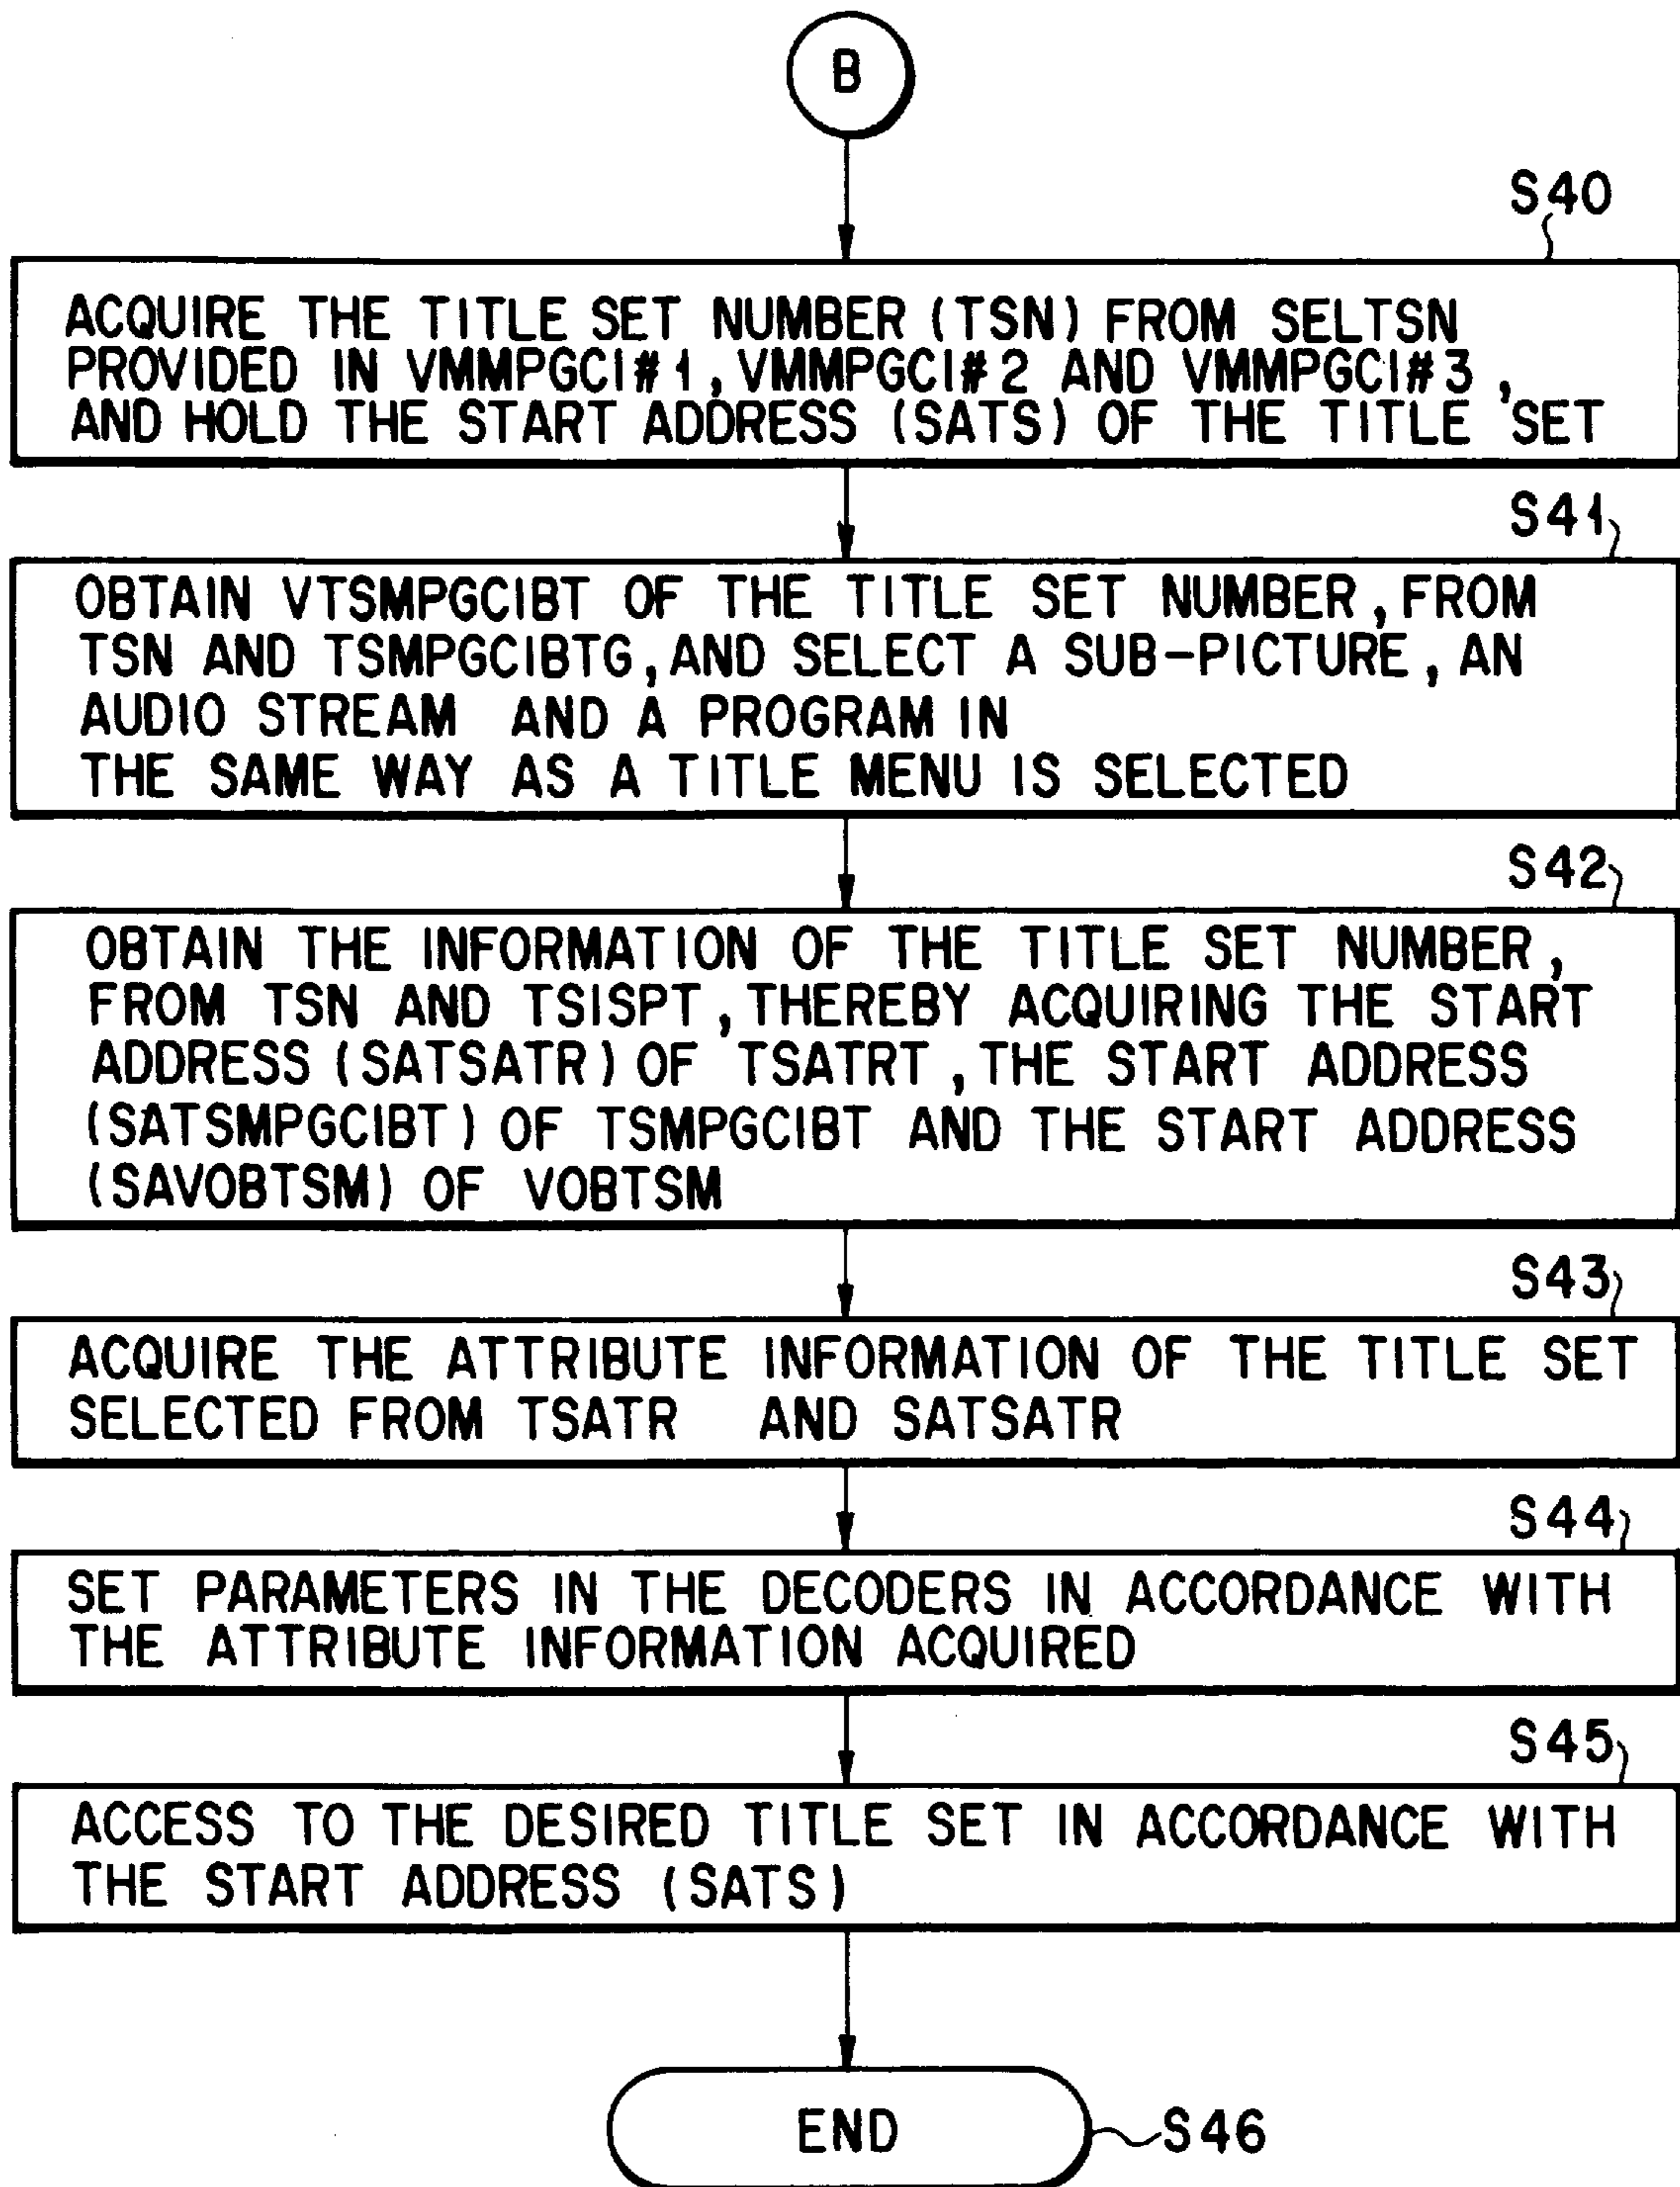 B
S40
ACQUIRE THE TITLE SET NUMBER (TSN) FROM SELTSN
PROVIDED IN VMMPGCI#1, VMMPGCI#2 AND VMMPGCI#3,
AND HOLD THE START ADDRESS (SATS) OF THE TITLE SET
S41
OBTAIN VTSMPGCIBT OF THE TITLE SET NUMBER, FROM
TSN AND TSMPGCIBTG, AND SELECT A SUB-PICTURE, AN
AUDIO STREAM AND A PROGRAM IN
THE SAME WAY AS A TITLE MENU IS SELECTED
S42
OBTAIN THE INFORMATION OF THE TITLE SET NUMBER,
FROM TSN AND TSISPT, THEREBY ACQUIRING THE START
ADDRESS (SATSATR) OF TSATRT, THE START ADDRESS
(SATSMPGCIBT) OF TSMPGCIBT AND THE START ADDRESS
(SAVOBTSM) OF VOBTSM
S43
ACQUIRE THE ATTRIBUTE INFORMATION OF THE TITLE SET
SELECTED FROM TSATR AND SATSATR
S44
SET PARAMETERS IN THE DECODERS IN ACCORDANCE WITH
THE ATTRIBUTE INFORMATION ACQUIRED
S45
ACCESS TO THE DESIRED TITLE SET IN ACCORDANCE WITH
THE START ADDRESS (SATS)
END
S46